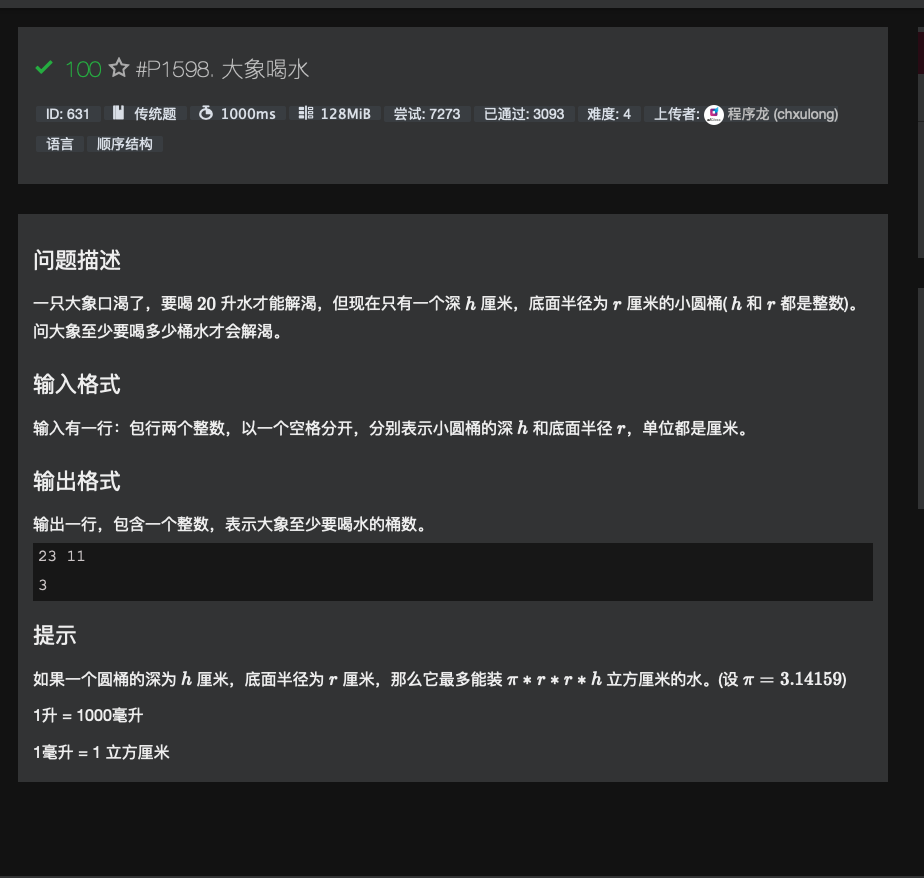 100 #P1598. 大象喝水
ID: 631 传统题 1000ms 128MiB 尝试: 7273 已通过: 3093 难度: 4 上传者: 程序龙 (chxulong)
语言 顺序结构
问题描述
一只大象口渴了，要喝 20 升水才能解渴，但现在只有一个深 h 厘米，底面半径为 r 厘米的小圆桶( h 和 r 都是整数)。
问大象至少要喝多少桶水才会解渴。
输入格式
输入有一行：包行两个整数，以一个空格分开，分别表示小圆桶的深 h 和底面半径 r，单位都是厘米。
输出格式
输出一行，包含一个整数，表示大象至少要喝水的桶数。
23 11
3
提示
如果一个圆桶的深为 h 厘米，底面半径为 r 厘米，那么它最多能装 π * r * r * h 立方厘米的水。(设 π = 3.14159)
1升 = 1000毫升
1毫升 = 1 立方厘米